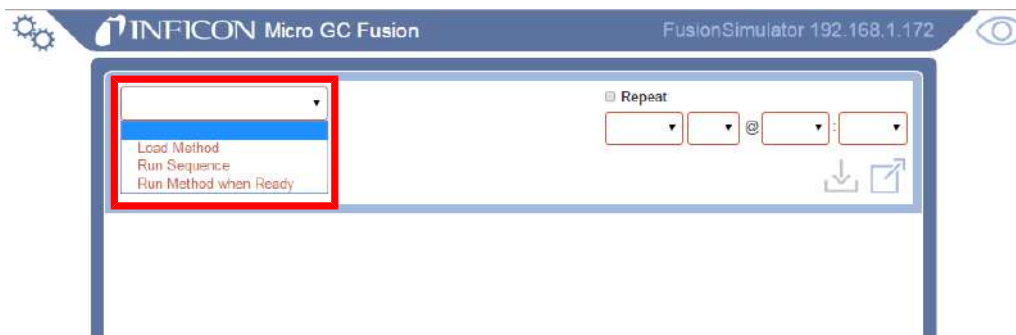 INFICON Micro GC Fusion
FusionSimulator 192.168.1.172
Repeat
@ :
Load Method
Run Sequence
Run Method when Ready